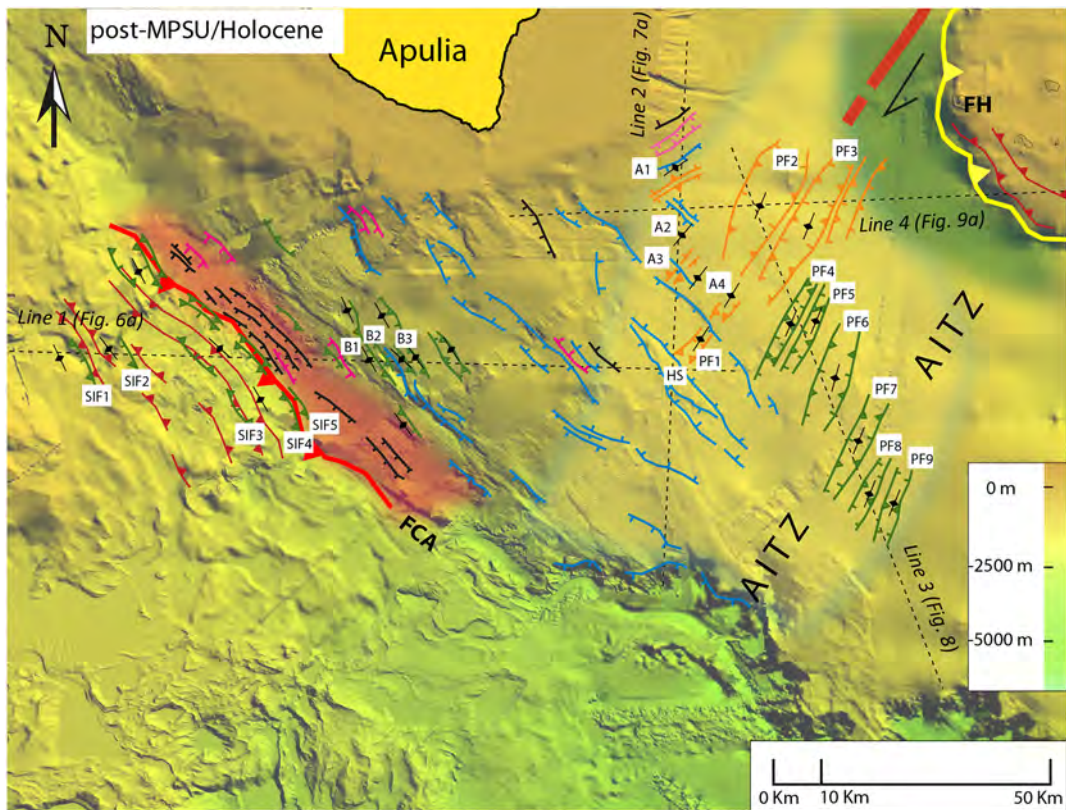 post-MPSU/Holocene
N
Apulia
Line 2 (Fig. 7a)
FH
A1
PF2
PF3
A2
Line 4 (Fig. 9a)
A3
A4
PF4
PF5
PF6
Line 1 (Fig. 6a)
B1
B2
B3
PF1
HS
AITZ
SIF1
SIF2
SIF3
SIF4
SIF5
PF7
PF8
PF9
FCA
AITZ
Line 3 (Fig. 8)
0 m
-2500 m
-5000 m
0 Km
10 Km
50 Km